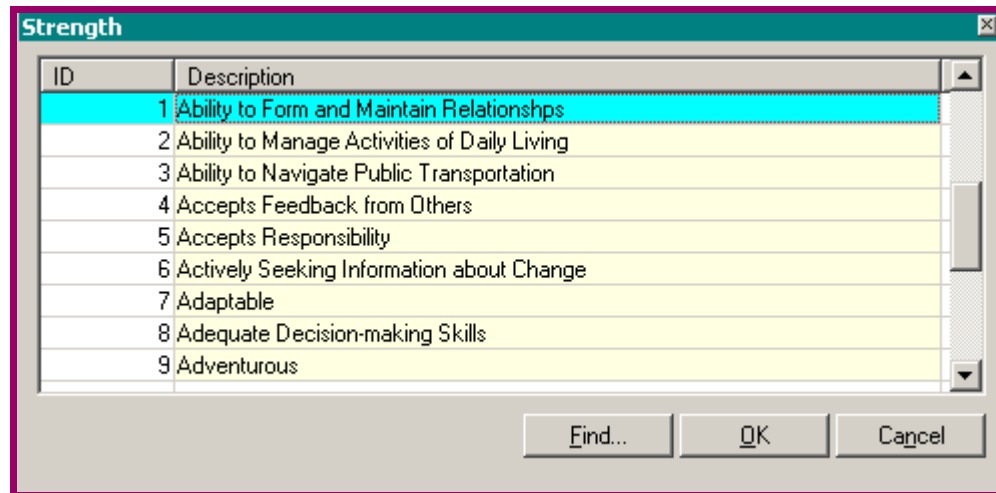 Strength
ID Description
1 Ability to Form and Maintain Relationshps
2 Ability to Manage Activities of Daily Living
3 Ability to Navigate Public Transportation
4 Accepts Feedback from Others
5 Accepts Responsibility
6 Actively Seeking Information about Change
7 Adaptable
8 Adequate Decision-making Skills
9 Adventurous
Find... OK Cancel